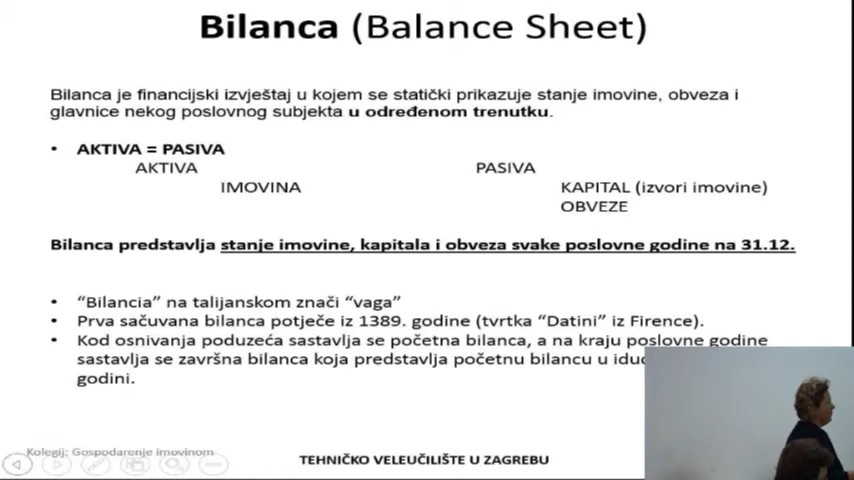 Bilanca (Balance Sheet)
Bilanca je financijski izvještaj u kojem se statički prikazuje stanje imovine, obveza i
glavnice nekog poslovnog subjekta u određenom trenutku.
• AKTIVA = PASIVA
AKTIVA PASIVA
IMOVINA KAPITAL (izvori imovine)
OBVEZE
Bilanca predstavlja stanje imovine, kapitala i obveza svake poslovne godine na 31.12.
• “Bilancia” na talijanskom znači “vaga”
• Prva sačuvana bilanca potječe iz 1389. godine (tvrtka “Datini” iz Firence).
• Kod osnivanja poduzeća sastavlja se početna bilanca, a na kraju poslovne godine
sastavlja se završna bilanca koja predstavlja početnu bilancu u
godini.
Kolegij: Gospodarenje imovinom
TEHNIČKO VELEUČILIŠTE U ZAGREBU